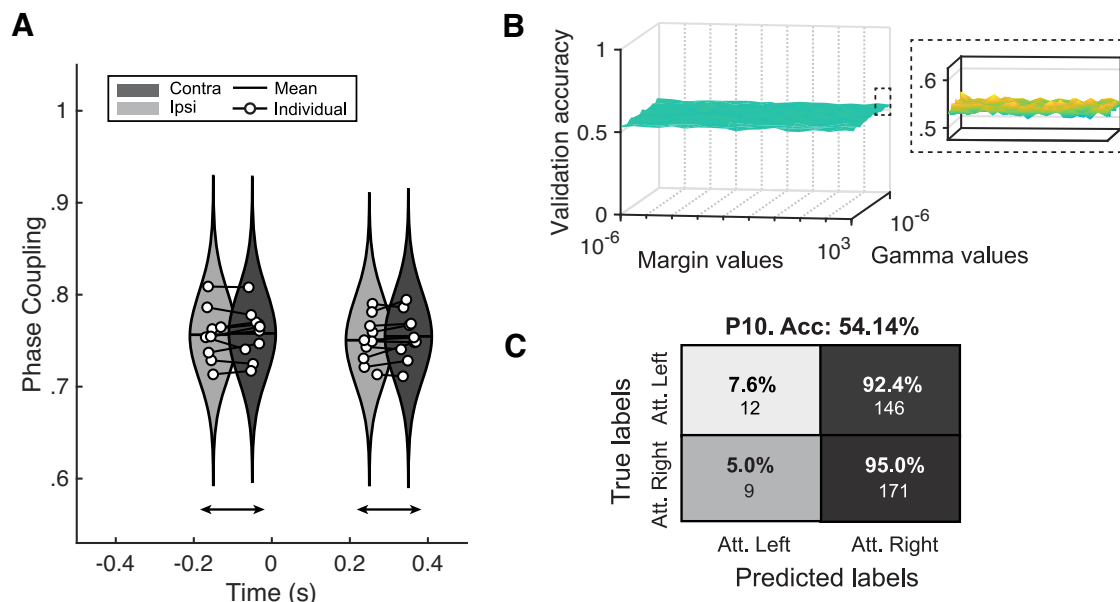 A
Contra
Mean
Ipsi
Individual
1
.9
.8
.7
.6
Phase Coupling
-0.4
-0.2
0
0.2
0.4
Time (s)
B
1
0.5
0
Validation accuracy
10-6
Margin values
103
10-6
Gamma values
.6
.5
C
P10. Acc: 54.14%
True labels
Att. Left
7.6%
12
92.4%
146
Att. Right
5.0%
9
95.0%
171
Att. Left
Att. Right
Predicted labels